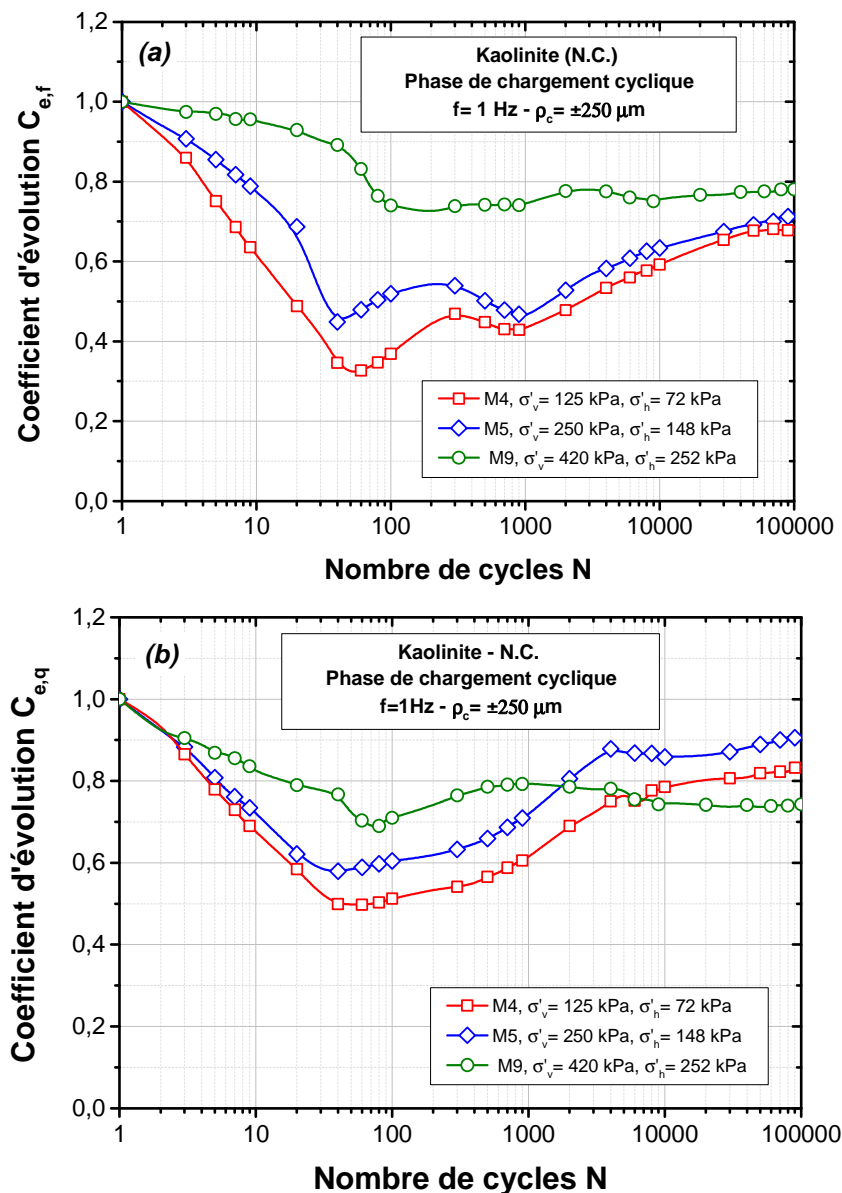 (a)
Kaolinite (N.C.)
Phase de chargement cyclique
f= 1 Hz - ρc= ±250 µm
Coefficient d'évolution Ce,f
1,2
1,0
0,8
0,6
0,4
0,2
0,0
M4, σ'v= 125 kPa, σ'h= 72 kPa
M5, σ'v= 250 kPa, σ'h= 148 kPa
M9, σ'v= 420 kPa, σ'h= 252 kPa
1 10 100 1000 10000 100000
Nombre de cycles N
(b)
Kaolinite - N.C.
Phase de chargement cyclique
f=1Hz - ρc= ±250 µm
Coefficient d'évolution Ce,q
1,2
1,0
0,8
0,6
0,4
0,2
0,0
M4, σ'v= 125 kPa, σ'h= 72 kPa
M5, σ'v= 250 kPa, σ'h= 148 kPa
M9, σ'v= 420 kPa, σ'h= 252 kPa
1 10 100 1000 10000 100000
Nombre de cycles N